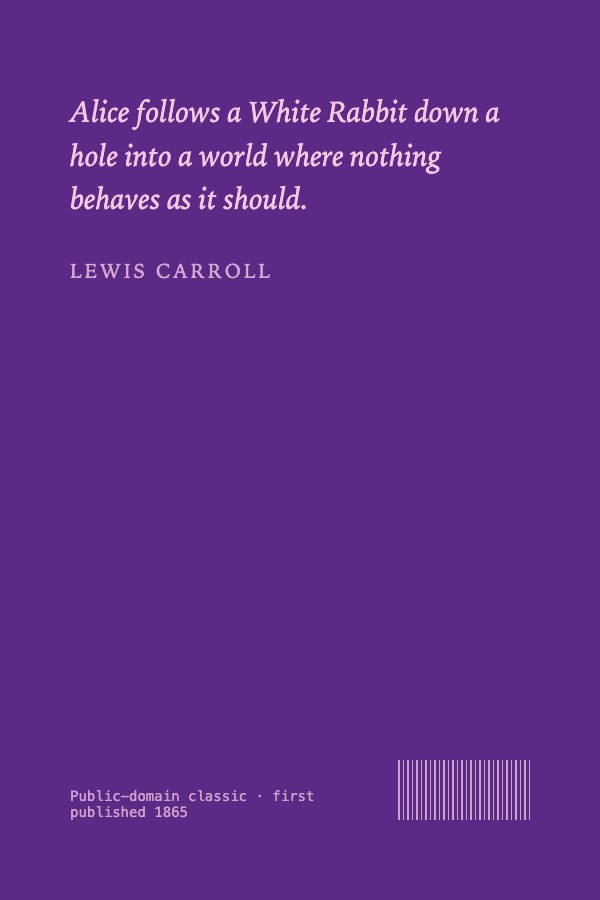 Alice follows a White Rabbit down a
hole into a world where nothing
behaves as it should.
LEWIS CARROLL
Public-domain classic · first
published 1865